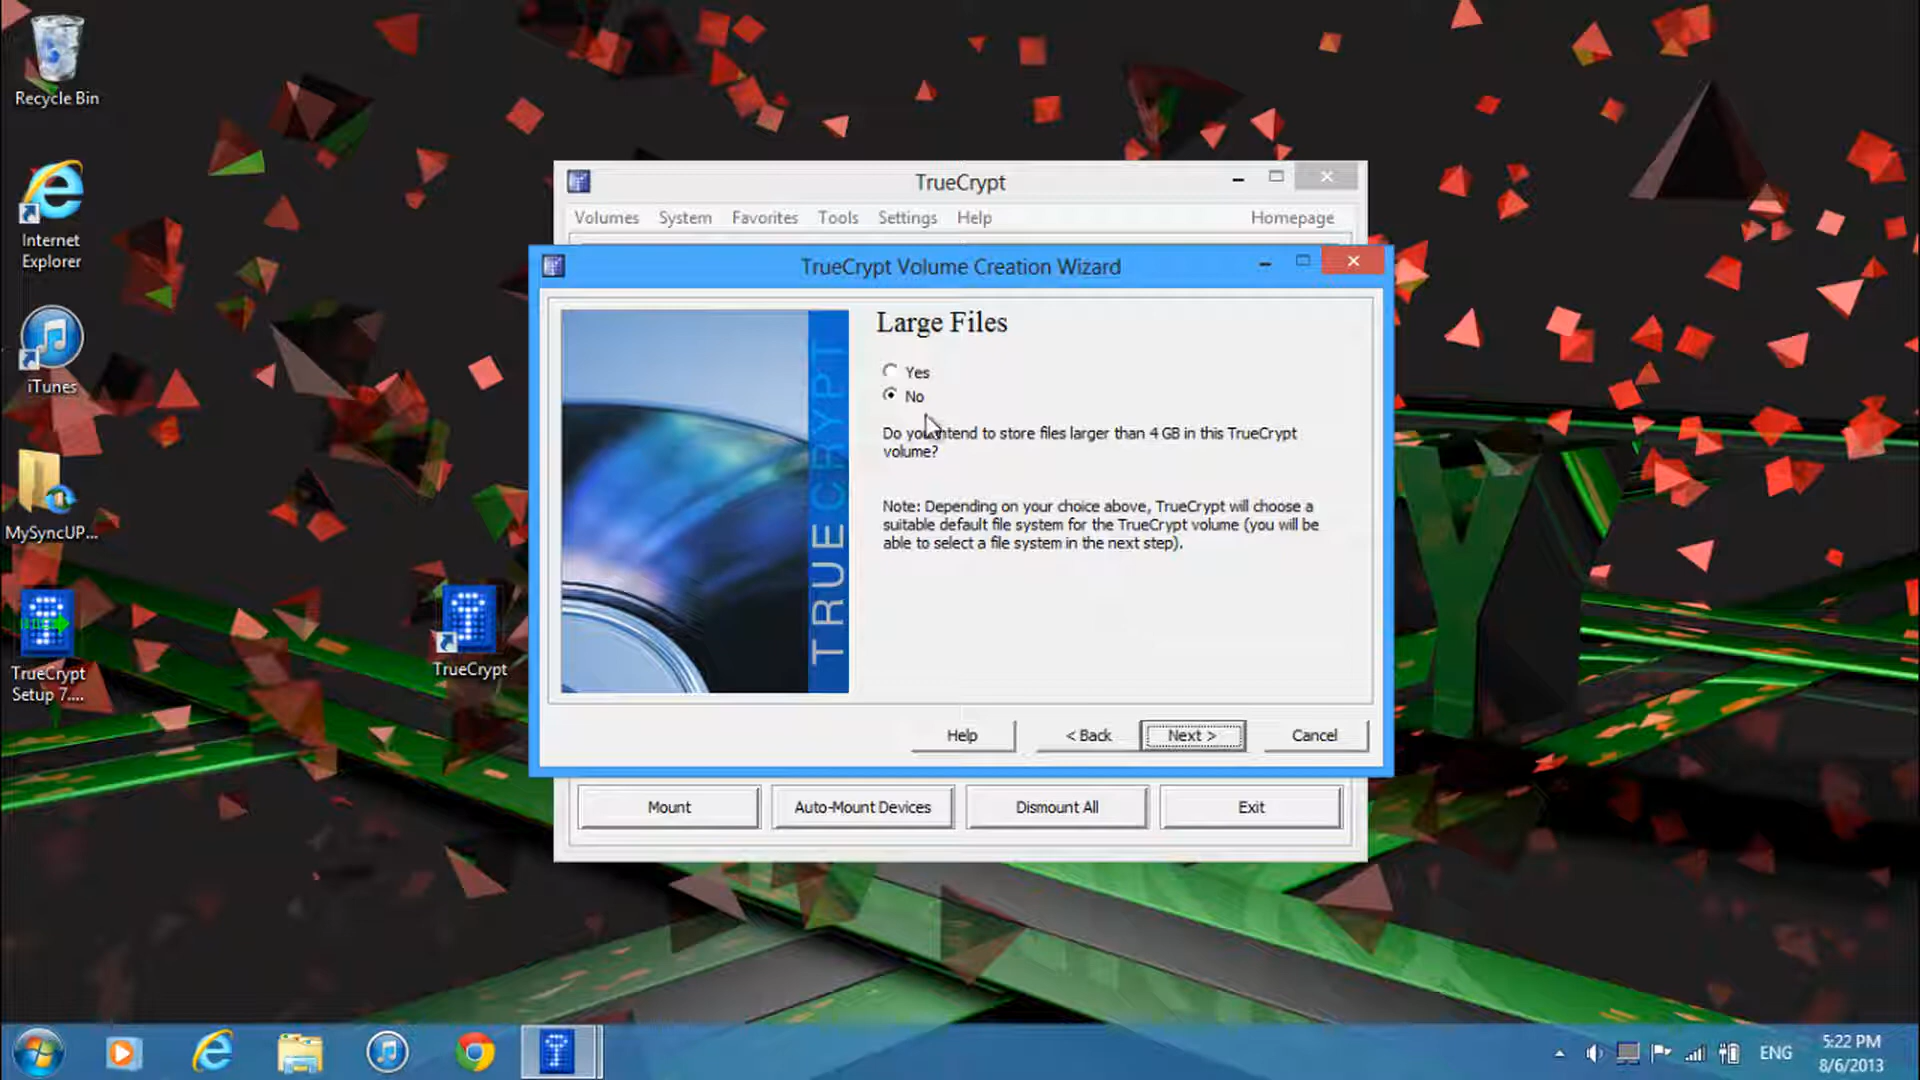 Recycle Bin
Internet
Explorer
iTunes
MySyncUP...
TrueCrypt
Setup 7....
TrueCrypt
TrueCrypt
Volumes System Favorites Tools Settings Help Homepage
TrueCrypt Volume Creation Wizard
TRUECRYPT
Large Files
Yes
No
Do you intend to store files larger than 4 GB in this TrueCrypt
volume?
Note: Depending on your choice above, TrueCrypt will choose a
suitable default file system for the TrueCrypt volume (you will be
able to select a file system in the next step).
Help < Back Next > Cancel
Mount Auto-Mount Devices Dismount All Exit
Y
ENG
5:22 PM
8/6/2013